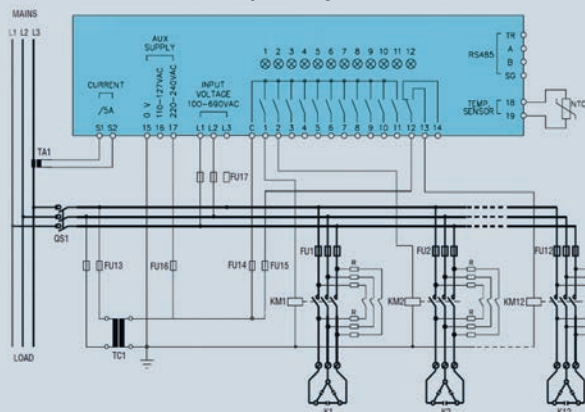 MAINS
L1 L2 L3
AUX
SUPPLY
CURRENT
/5A
0 V
110-127VAC
220-240VAC
INPUT
VOLTAGE
100-690VAC
1 2 3 4 5 6 7 8 9 10 11 12
RS485
TR
A
B
SG
TEMP.
SENSOR
18
19
NTC
S1 S2
15 16 17
L1 L2 L3
C 1 2 3 4 5 6 7 8 9 10 11 12 13 14
TA1
FU17
QS1
FU13
FU16
FU14
FU15
FU1
FU2
FU12
R
R
KM1
KM2
KM12
R
R
TC1
LOAD
K1
K2